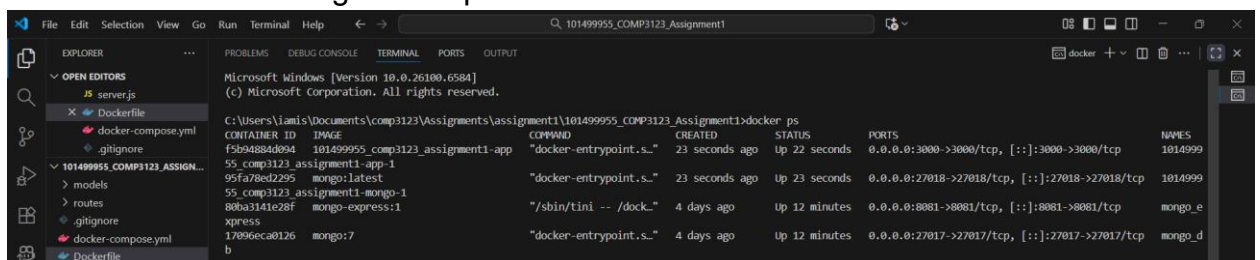 File Edit Selection View Go Run Terminal Help 101499955_COMP3123_Assignment1
EXPLORER
PROBLEMS DEBUG CONSOLE TERMINAL PORTS OUTPUT
docker
OPEN EDITORS
JS server.js
Dockerfile
docker-compose.yml
.gitignore
101499955_COMP3123_ASSIGN...
models
routes
.gitignore
docker-compose.yml
Dockerfile
Microsoft Windows [Version 10.0.26100.6584]
(c) Microsoft Corporation. All rights reserved.
C:\Users\iamis\Documents\comp3123\Assignments\assignment1\101499955_COMP3123_Assignment1>docker ps
CONTAINER ID IMAGE COMMAND CREATED STATUS PORTS NAMES
f5b94884d094 101499955_comp3123_assignment1-app "docker-entrypoint.s…" 23 seconds ago Up 22 seconds 0.0.0.0:3000->3000/tcp, [::]:3000->3000/tcp 1014999
55_comp3123_assignment1-app-1
95fa78ed2295 mongo:latest "docker-entrypoint.s…" 23 seconds ago Up 23 seconds 0.0.0.0:27018->27018/tcp, [::]:27018->27018/tcp 1014999
55_comp3123_assignment1-mongo-1
80ba3141e28f mongo-express:1 "/sbin/tini -- /dock…" 4 days ago Up 12 minutes 0.0.0.0:8081->8081/tcp, [::]:8081->8081/tcp mongo_e
xpress
17096eca0126 mongo:7 "docker-entrypoint.s…" 4 days ago Up 12 minutes 0.0.0.0:27017->27017/tcp, [::]:27017->27017/tcp mongo_d
b